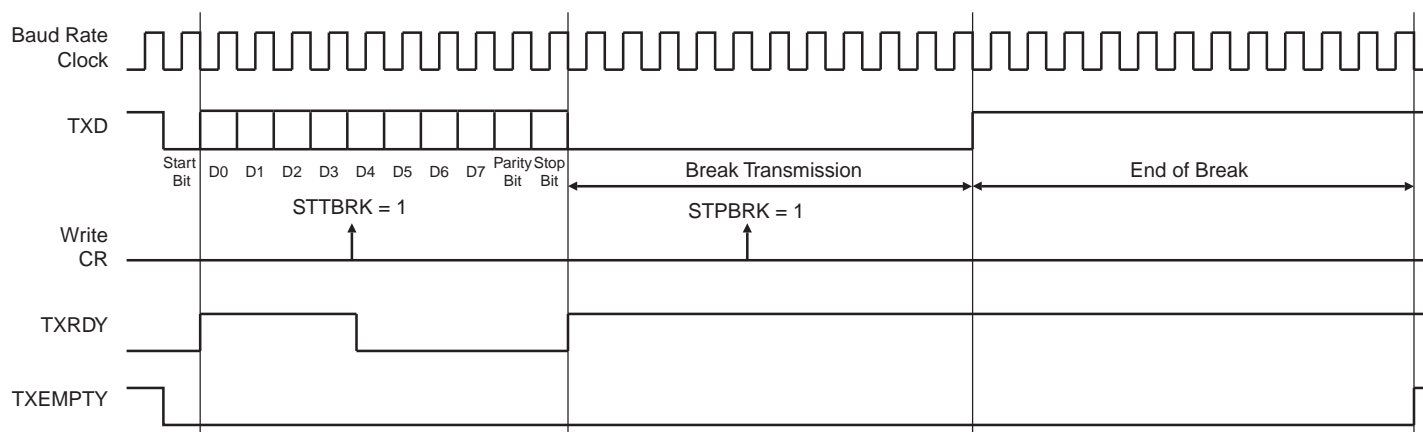 Baud Rate
Clock
TXD
Start
Bit
D0
D1
D2
D3
D4
D5
D6
D7
Parity
Bit
Stop
Bit
Break Transmission
End of Break
STTBRK = 1
STPBRK = 1
Write
CR
TXRDY
TXEMPTY